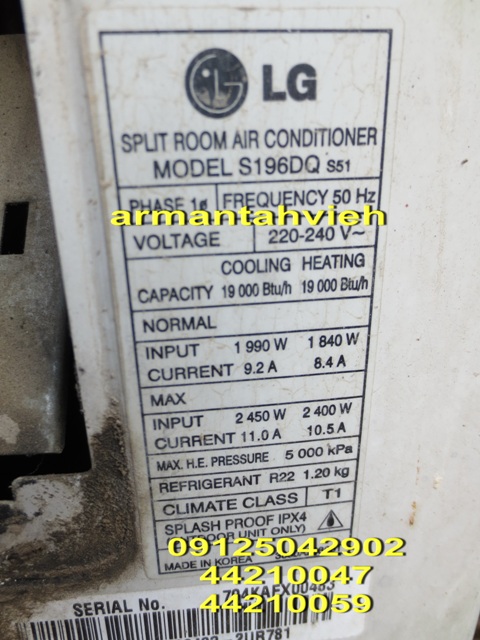 LG
SPLIT ROOM AIR CONDITIONER
MODEL S196DQ S51
PHASE 1ø FREQUENCY 50 Hz
armantahvieh
VOLTAGE 220-240 V~
COOLING HEATING
CAPACITY 19 000 Btu/h 19 000 Btu/h
NORMAL
INPUT 1 990 W 1 840 W
CURRENT 9.2 A 8.4 A
MAX
INPUT 2 450 W 2 400 W
CURRENT 11.0 A 10.5 A
MAX. H.E. PRESSURE 5 000 kPa
REFRIGERANT R22 1.20 kg
CLIMATE CLASS T1
SPLASH PROOF IPX4
UNIT ONLY)
09125042902
MADE IN KOREA
44210047
SERIAL No.
44210059